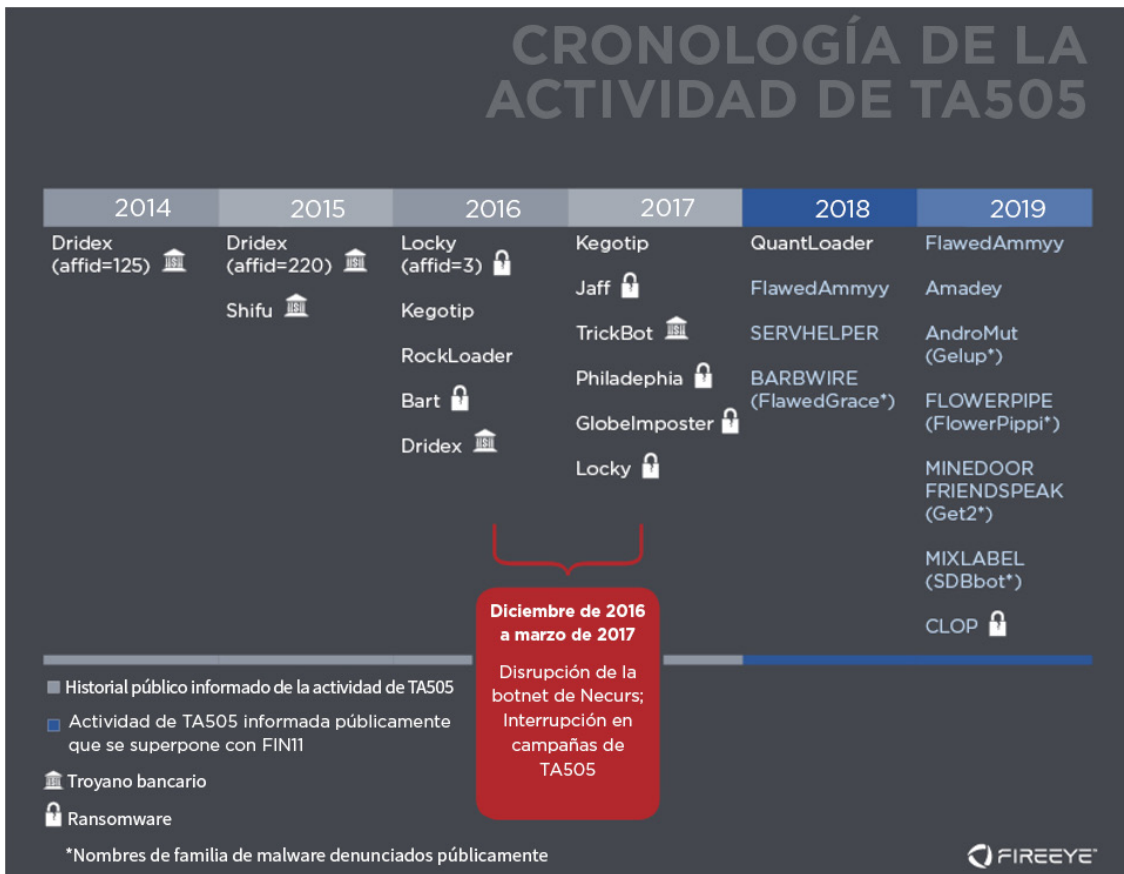 CRONOLOGÍA DE LA
ACTIVIDAD DE TA505
2014
2015
2016
2017
2018
2019
Dridex
(affid=125)
Dridex
(affid=220)
Shifu
Locky
(affid=3)
Kegotip
RockLoader
Bart
Dridex
Kegotip
Jaff
TrickBot
Philadephia
GlobeImposter
Locky
QuantLoader
FlawedAmmyy
SERVHELPER
BARBWIRE
(FlawedGrace*)
FlawedAmmyy
Amadey
AndroMut
(Gelup*)
FLOWERPIPE
(FlowerPippi*)
MINEDOOR
FRIENDSPEAK
(Get2*)
MIXLABEL
(SDBbot*)
CLOP
Diciembre de 2016
a marzo de 2017
Disrupción de la
botnet de Necurs;
Interrupción en
campañas de
TA505
Historial público informado de la actividad de TA505
Actividad de TA505 informada públicamente
que se superpone con FIN11
Troyano bancario
Ransomware
*Nombres de familia de malware denunciados públicamente
FIREEYE™